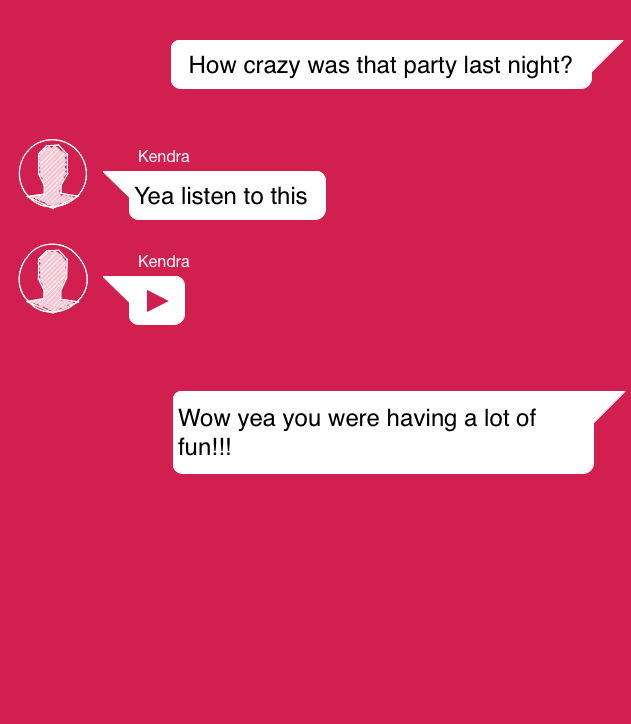 How crazy was that party last night?
Kendra
Yea listen to this
Kendra
Wow yea you were having a lot of
fun!!!